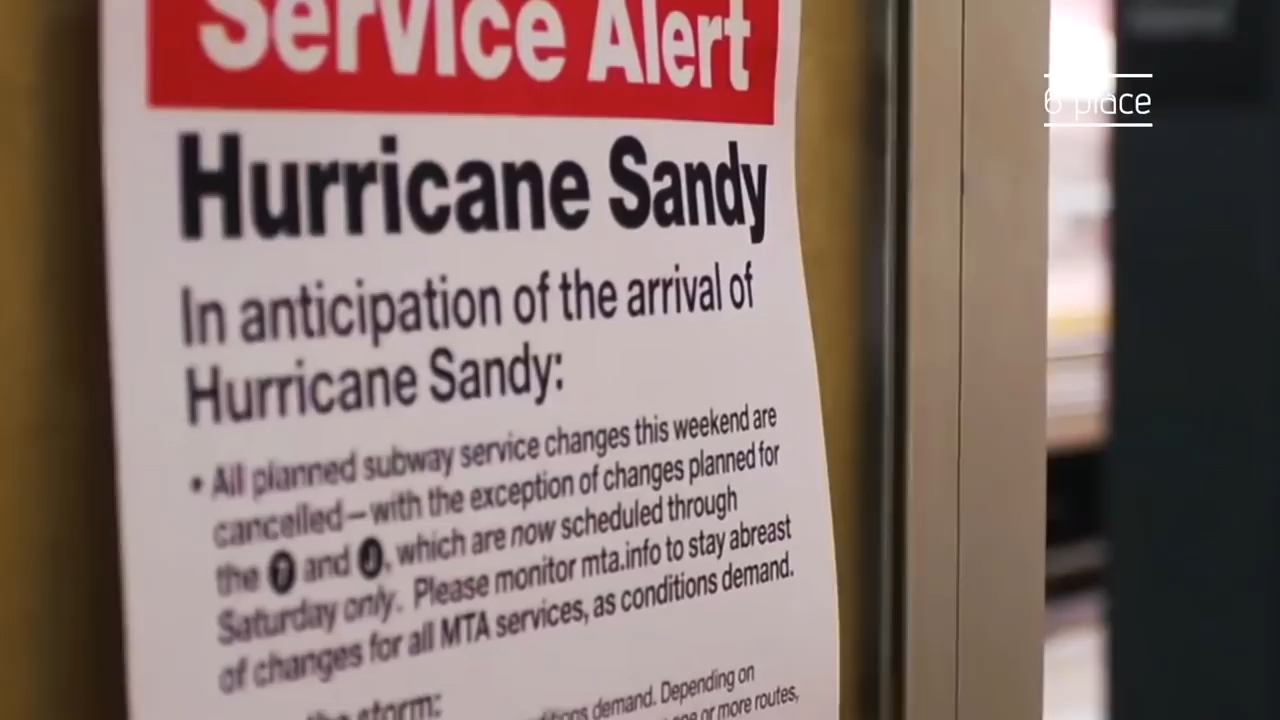 Service Alert
6 place
Hurricane Sandy
In anticipation of the arrival of
Hurricane Sandy:
• All planned subway service changes this weekend are
cancelled—with the exception of changes planned for
the 7 and J, which are now scheduled through
Saturday only. Please monitor mta.info to stay abreast
of changes for all MTA services, as conditions demand.
the storm:
demand. Depending on
or more routes,